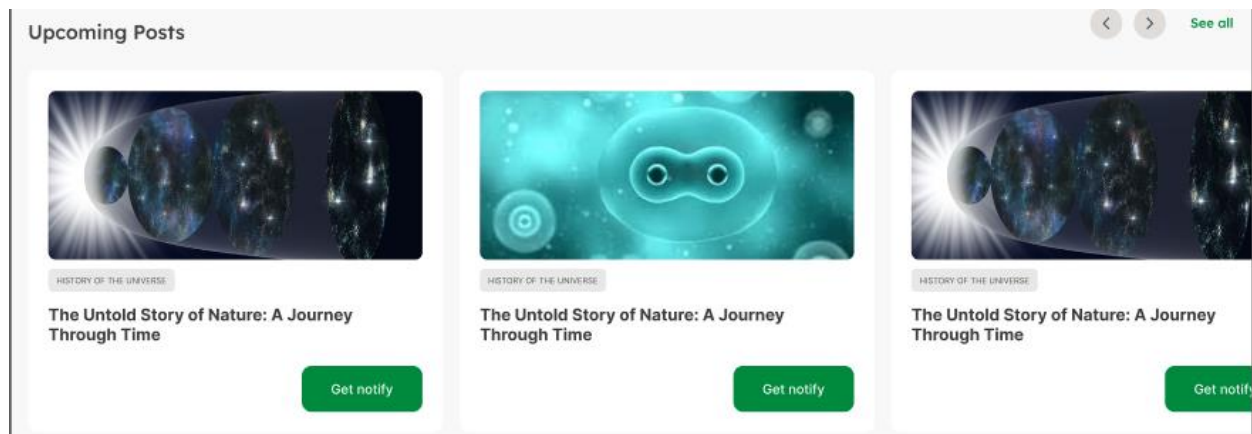 Upcoming Posts
See all
HISTORY OF THE UNIVERSE
The Untold Story of Nature: A Journey
Through Time
Get notify
HISTORY OF THE UNIVERSE
The Untold Story of Nature: A Journey
Through Time
Get notify
HISTORY OF THE UNIVERSE
The Untold Story of Nature: A Journey
Through Time
Get notify